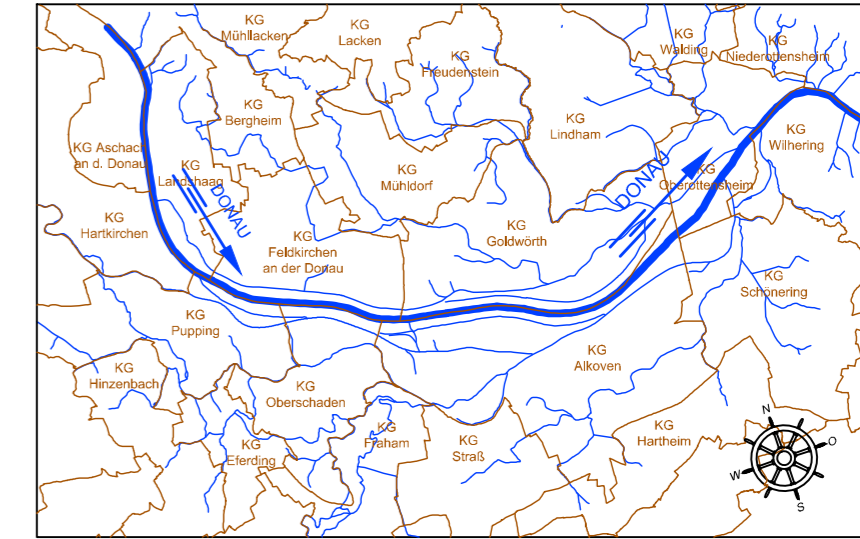 KG
Mühllacken
KG
Lacken
KG
Freudenstein
KG
Walding
KG
Niederottensheim
KG
Bergheim
KG
Lindham
KG
Wilhering
KG Aschach
an d. Donau
KG
Landshaag
KG
Mühldorf
KG
Oberottensheim
DONAU
DONAU
KG
Hartkirchen
KG
Feldkirchen
an der Donau
KG
Goldwörth
KG
Schönering
KG
Pupping
KG
Hinzenbach
KG
Oberschaden
KG
Alkoven
KG
Eferding
KG
Fraham
KG
Straß
KG
Hartheim
N
O
W
S